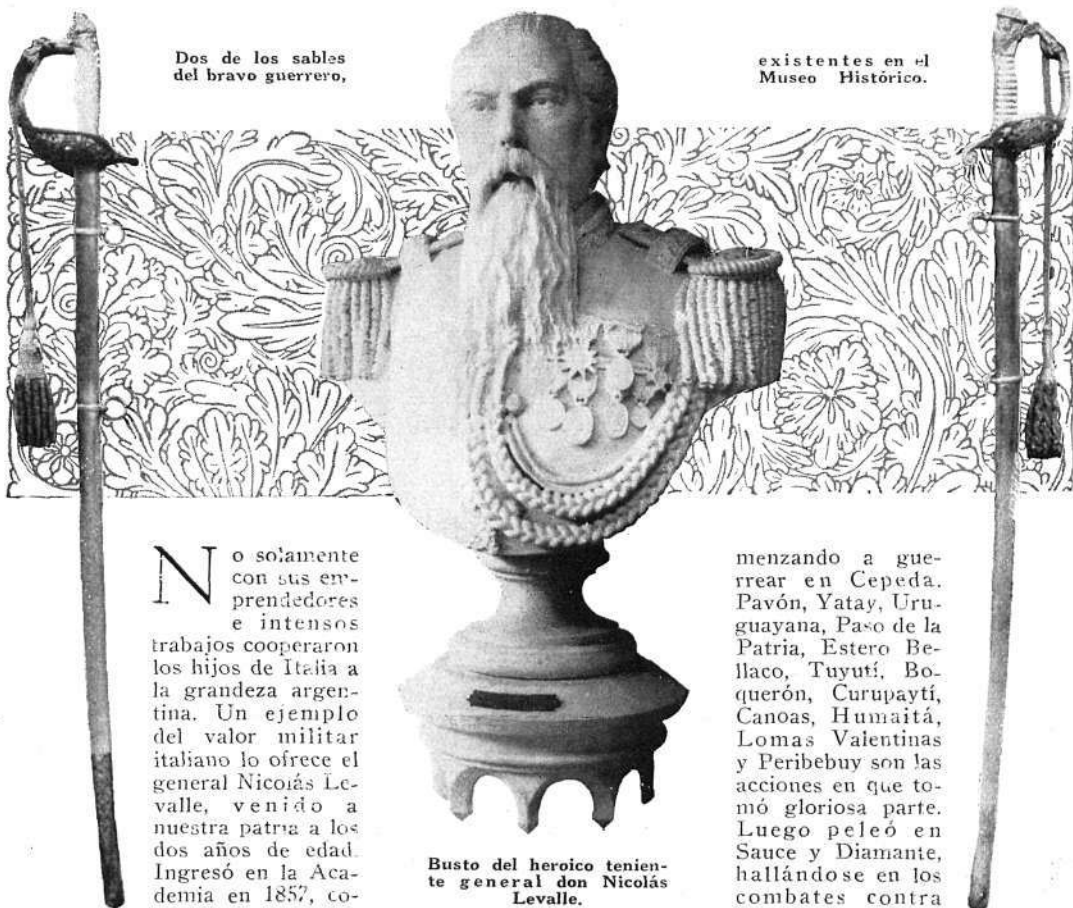 Dos de los sables
del bravo guerrero,
existentes en el
Museo Histórico.
No solamente
con sus em-
prendedores
e intensos
trabajos cooperaron
los hijos de Italia a
la grandeza argen-
tina. Un ejemplo
del valor militar
italiano lo ofrece el
general Nicolás Le-
valle, venido a
nuestra patria a los
dos años de edad.
Ingresó en la Aca-
demia en 1857, co-
Busto del heroico tenien-
te general don Nicolás
Levalle.
menzando a gue-
rrear en Cepeda.
Pavón, Yatay, Uru-
guayana, Paso de la
Patria, Estero Be-
llaco, Tuyutí, Bo-
querón, Curupaytí,
Canoas, Humaitá,
Lomas Valentinas
y Peribebuy son las
acciones en que to-
mó gloriosa parte.
Luego peleó en
Sauce y Diamante,
hallándose en los
combates contra